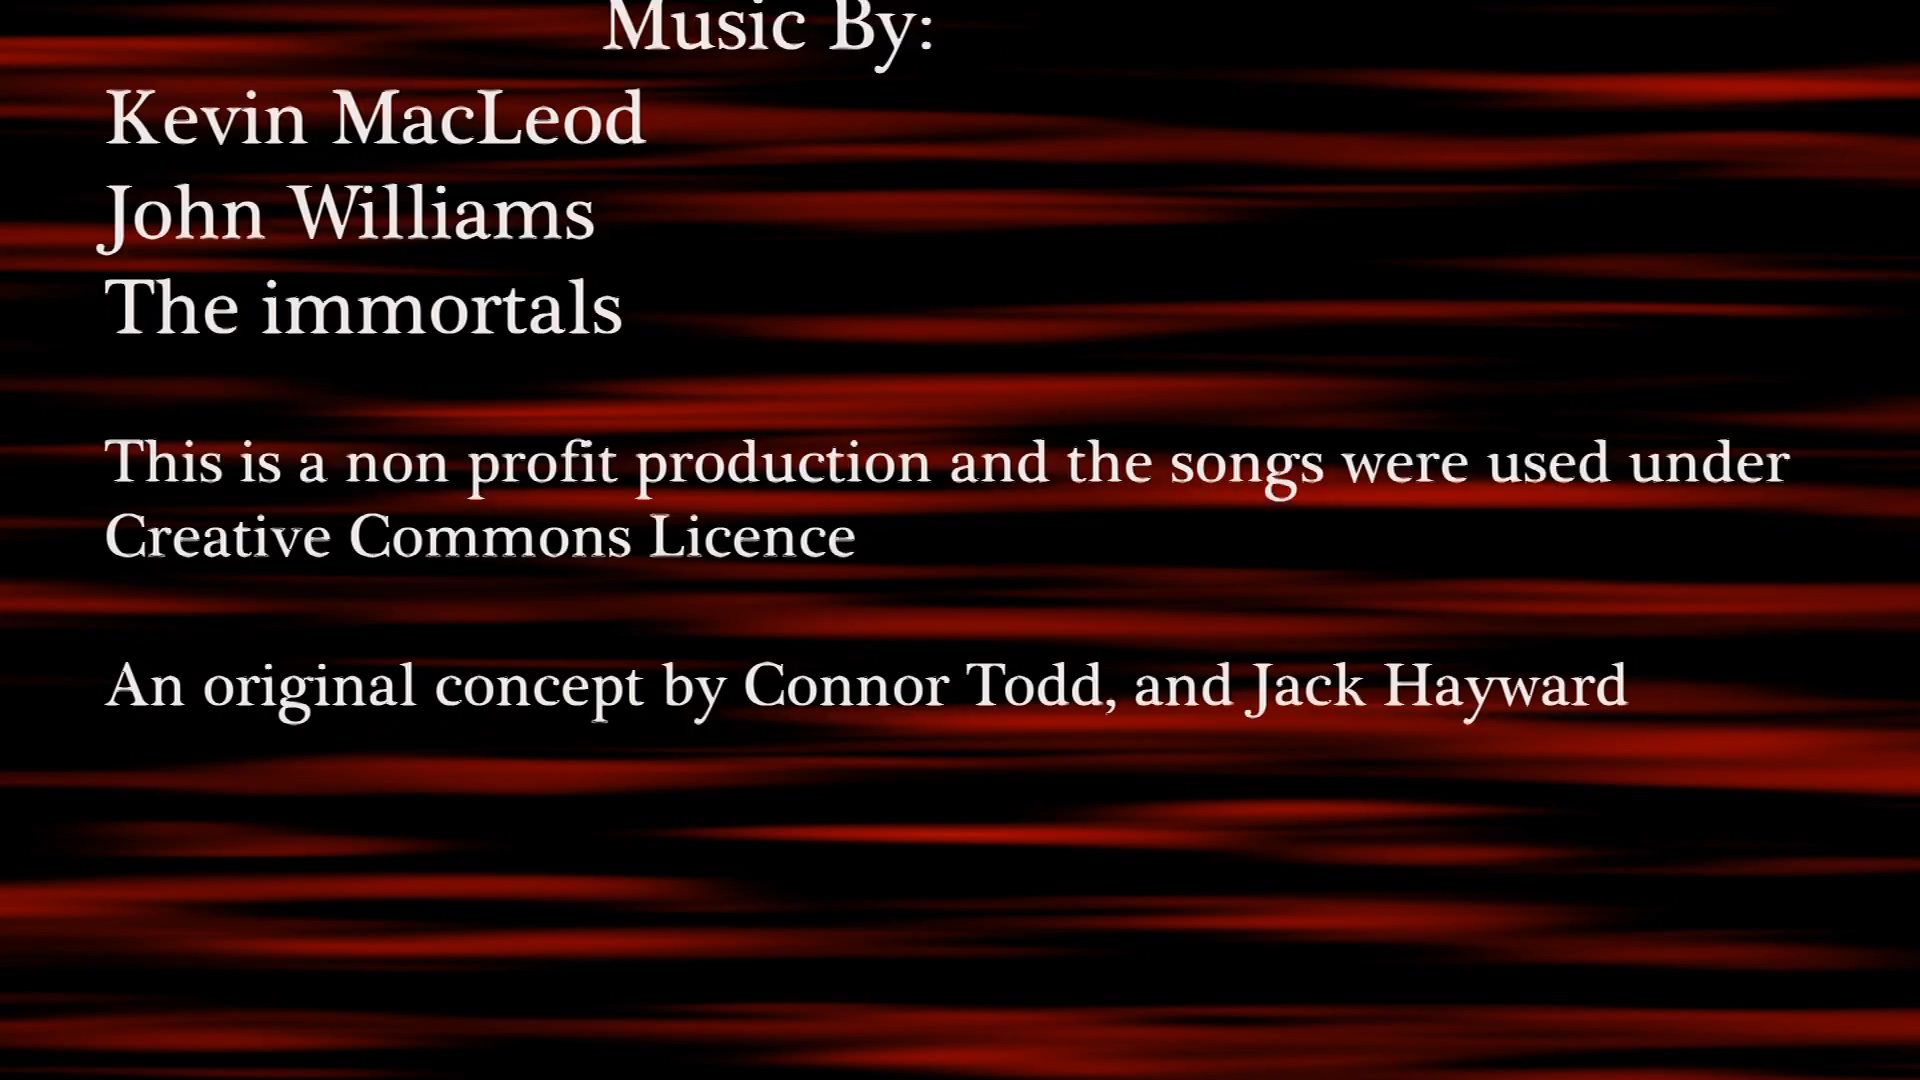 Music By:
Kevin MacLeod
John Williams
The immortals
This is a non profit production and the songs were used under
Creative Commons Licence
An original concept by Connor Todd, and Jack Hayward